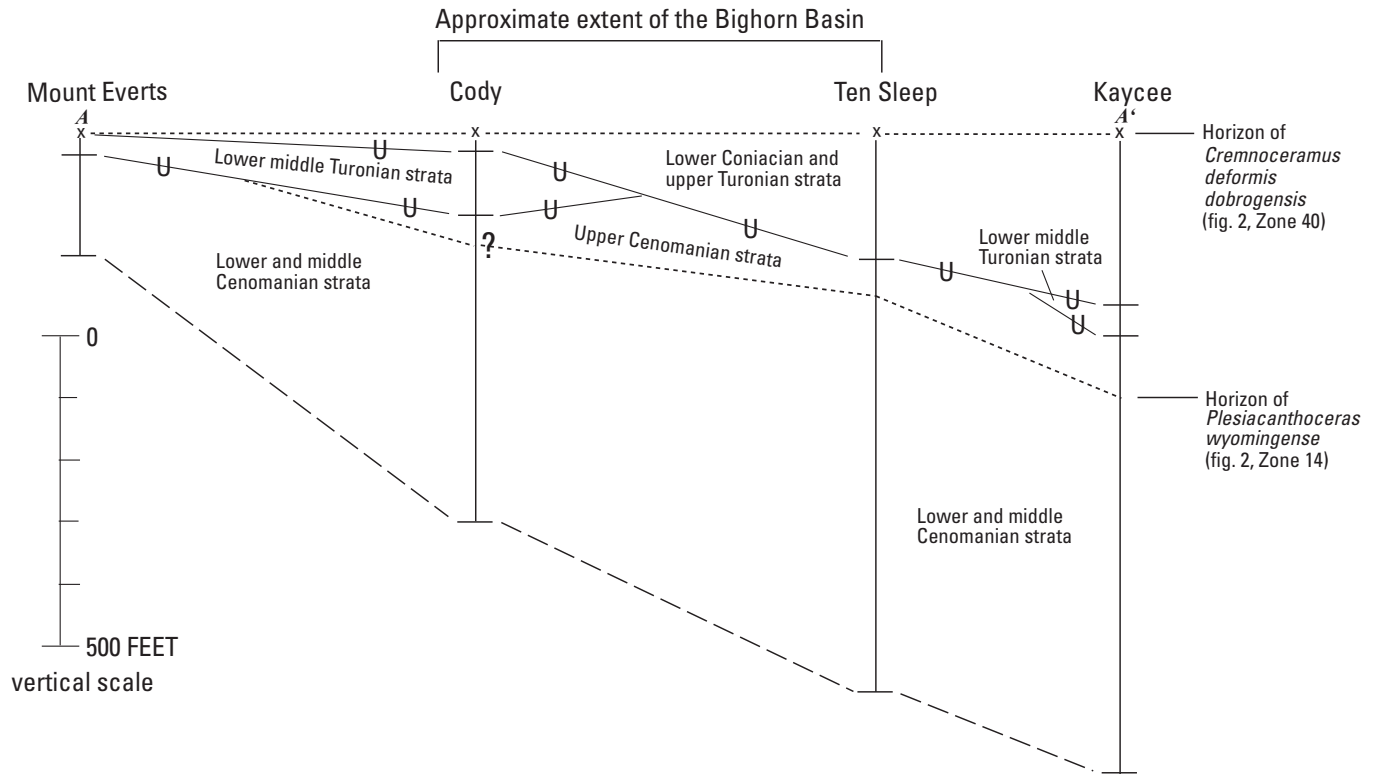 Approximate extent of the Bighorn Basin
Mount Everts
Cody
Ten Sleep
Kaycee
A
A'
x
x
x
x
Horizon of
Cremnoceramus
deformis
dobrogensis
(fig. 2, Zone 40)
U
U
Lower middle Turonian strata
U
U
U
U
Lower Coniacian and
upper Turonian strata
U
Upper Cenomanian strata
?
Lower and middle
Cenomanian strata
Lower middle
Turonian strata
U
U
U
Horizon of
Plesiacanthoceras
wyomingense
(fig. 2, Zone 14)
Lower and middle
Cenomanian strata
0
500 FEET
vertical scale